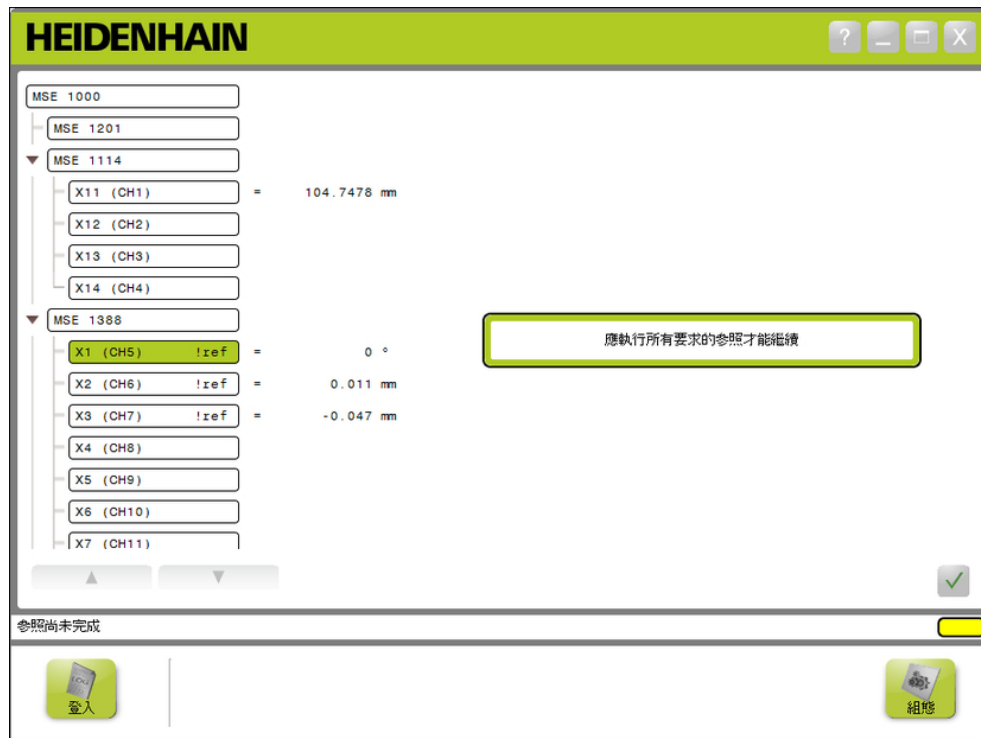 HEIDENHAIN
? X
MSE 1000
MSE 1201
MSE 1114
X11 (CH1) = 104.7478 mm
X12 (CH2)
X13 (CH3)
X14 (CH4)
MSE 1388
應執行所有要求的參照才能繼續
X1 (CH5) !ref = 0 °
X2 (CH6) !ref = 0.011 mm
X3 (CH7) !ref = -0.047 mm
X4 (CH8)
X5 (CH9)
X6 (CH10)
X7 (CH11)
參照尚未完成
LOG
登入
組態